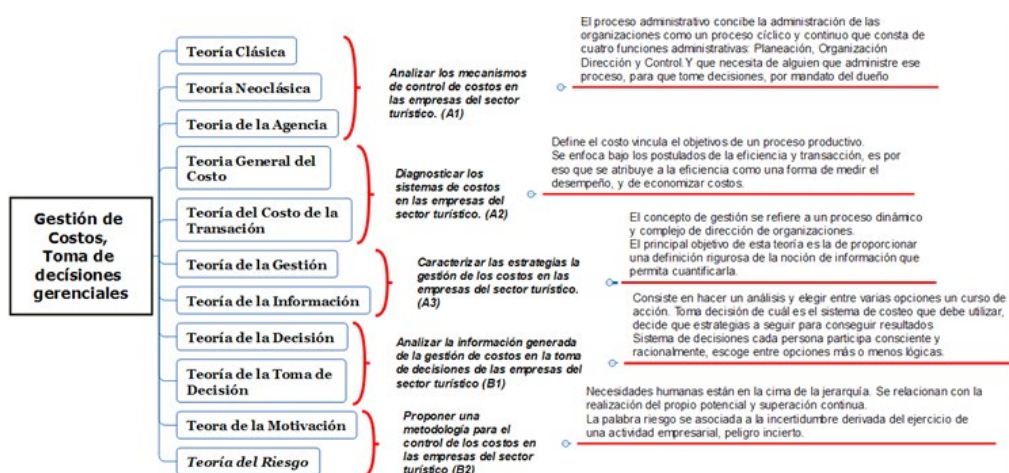 Gestión de
Costos,
Toma de
decísiones
gerenciales
Teoría Clásica
Teoría Neoclásica
Teoria de la Agencia
Teoria General del
Costo
Teoría del Costo de la
Transación
Teoría de la Gestión
Teoría de la Información
Teoría de la Decisión
Teoría de la Toma de
Decisión
Teora de la Motivación
Teoría del Riesgo
Analizar los mecanismos
de control de costos en
las empresas del sector
turístico. (A1)
Diagnosticar los
sistemas de costos
en las empresas del
sector turístico. (A2)
Caracterizar las estrategias la
gestión de los costos en las
empresas del sector turístico.
(A3)
Analizar la información generada
de la gestión de costos en la toma
de decisiones de las empresas del
sector turístico (B1)
Proponer una
metodología para el
control de los costos en
las empresas del sector
turístico (B2)
El proceso administrativo concibe la administración de las
organizaciones como un proceso cíclico y continuo que consta de
cuatro funciones administrativas: Planeación, Organización
Dirección y Control.Y que necesita de alguien que administre ese
proceso, para que tome decisiones, por mandato del dueño
Define el costo vincula el objetivos de un proceso productivo.
Se enfoca bajo los postulados de la eficiencia y transacción, es por
eso que se atribuye a la eficiencia como una forma de medir el
desempeño, y de economizar costos.
El concepto de gestión se refiere a un proceso dinámico
y complejo de dirección de organizaciones.
El principal objetivo de esta teoría es la de proporcionar
una definición rigurosa de la noción de información que
permita cuantificarla.
Consiste en hacer un análisis y elegir entre varias opciones un curso de
acción. Toma decisión de cuál es el sistema de costeo que debe utilizar,
decide que estrategias a seguir para conseguir resultados
Sistema de decisiones cada persona participa consciente y
racionalmente, escoge entre opciones más o menos lógicas.
Necesidades humanas están en la cima de la jerarquía. Se relacionan con la
realización del propio potencial y superación continua.
La palabra riesgo se asociada a la incertidumbre derivada del ejercicio de
una actividad empresarial, peligro incierto.